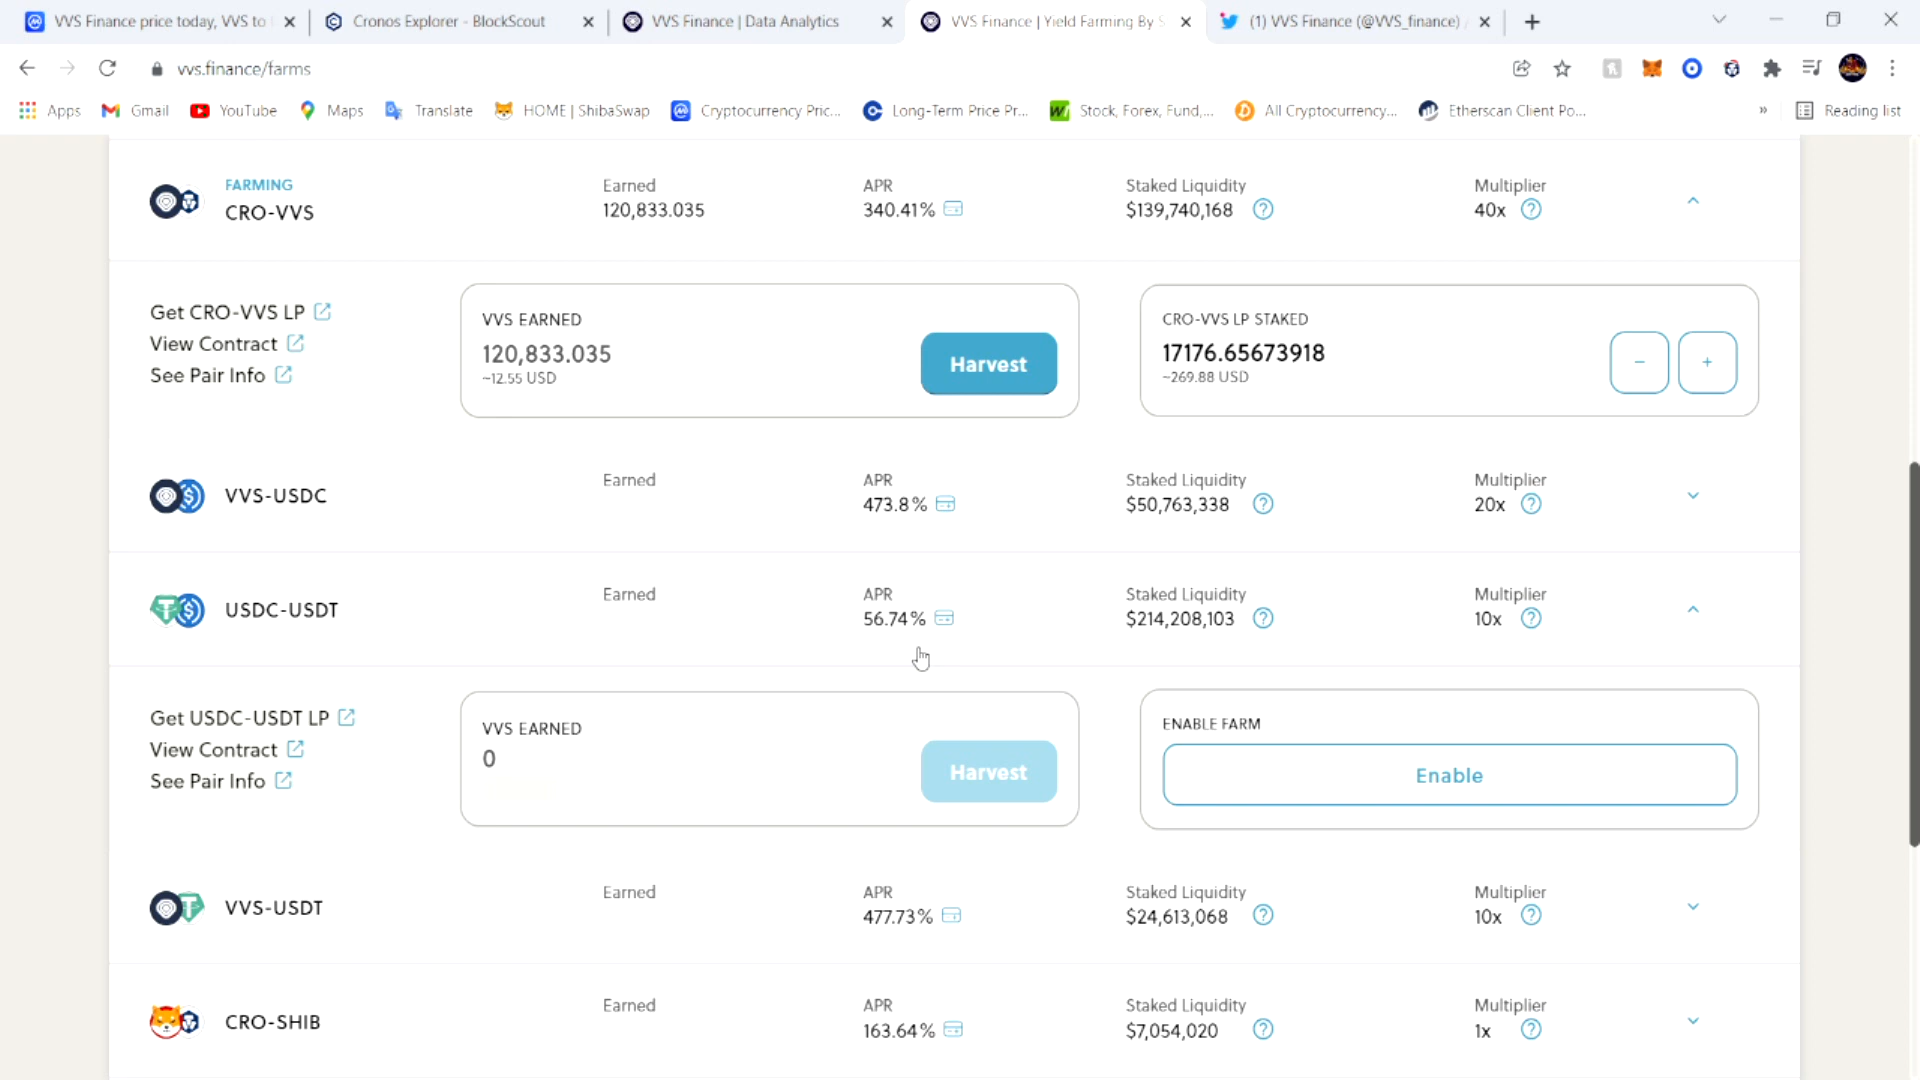 VVS Finance price today, VVS to
Cronos Explorer - BlockScout
VVS Finance | Data Analytics
VVS Finance | Yield Farming By S
(1) VVS Finance (@VVS_finance)
vvs.finance/farms
Apps
Gmail
YouTube
Maps
Translate
HOME | ShibaSwap
Cryptocurrency Pric...
Long-Term Price Pr...
Stock, Forex, Fund,...
All Cryptocurrency...
Etherscan Client Po...
»
Reading list
FARMING
CRO-VVS
Earned
120,833.035
APR
340.41%
Staked Liquidity
$139,740,168
Multiplier
40x
Get CRO-VVS LP
View Contract
See Pair Info
VVS EARNED
120,833.035
~12.55 USD
Harvest
CRO-VVS LP STAKED
17176.65673918
~269.88 USD
-
+
VVS-USDC
Earned
APR
473.8%
Staked Liquidity
$50,763,338
Multiplier
20x
USDC-USDT
Earned
APR
56.74%
Staked Liquidity
$214,208,103
Multiplier
10x
Get USDC-USDT LP
View Contract
See Pair Info
VVS EARNED
0
Harvest
ENABLE FARM
Enable
VVS-USDT
Earned
APR
477.73%
Staked Liquidity
$24,613,068
Multiplier
10x
CRO-SHIB
Earned
APR
163.64%
Staked Liquidity
$7,054,020
Multiplier
1x